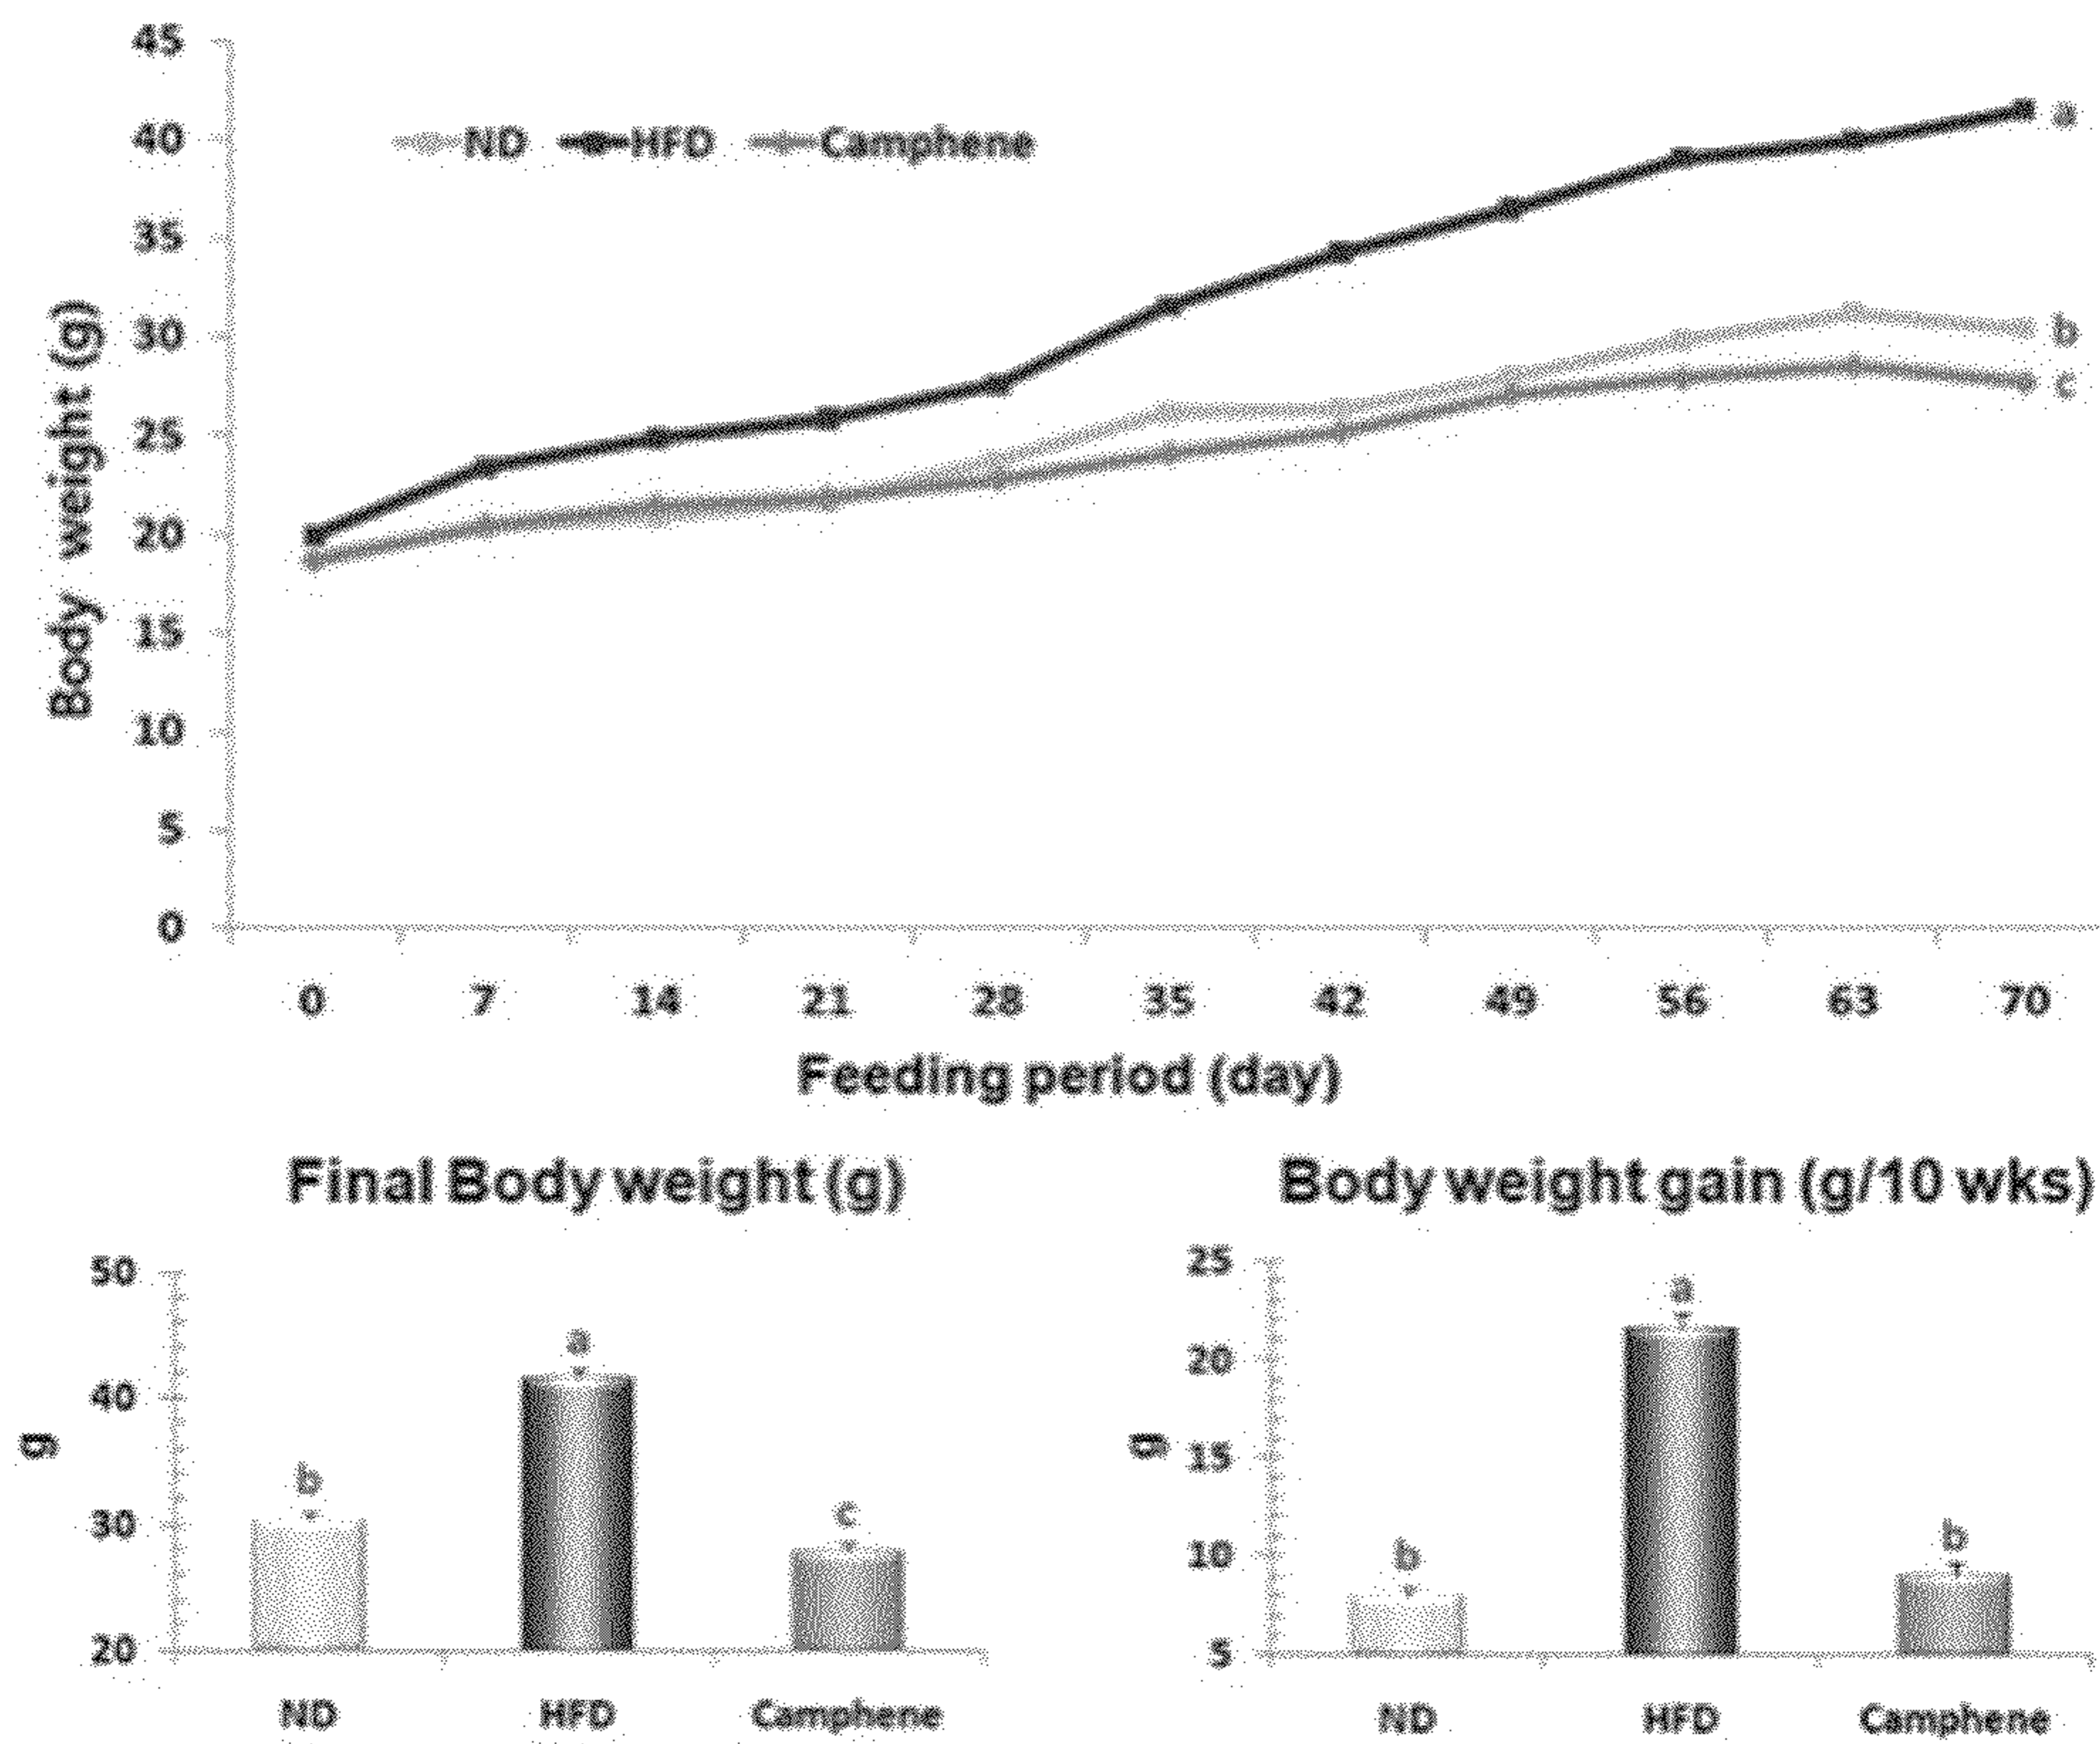 45
40
35
30
25
20
15
10
5
0
Body weight (g)
ND HFD Camphene
a
b
c
0 7 14 21 28 35 42 49 56 63 70
Feeding period (day)
Final Body weight (g)
50
40
30
20
g
b
a
c
ND HFD Camphene
Body weight gain (g/10 wks)
25
20
15
10
5
g
b
a
b
ND HFD Camphene